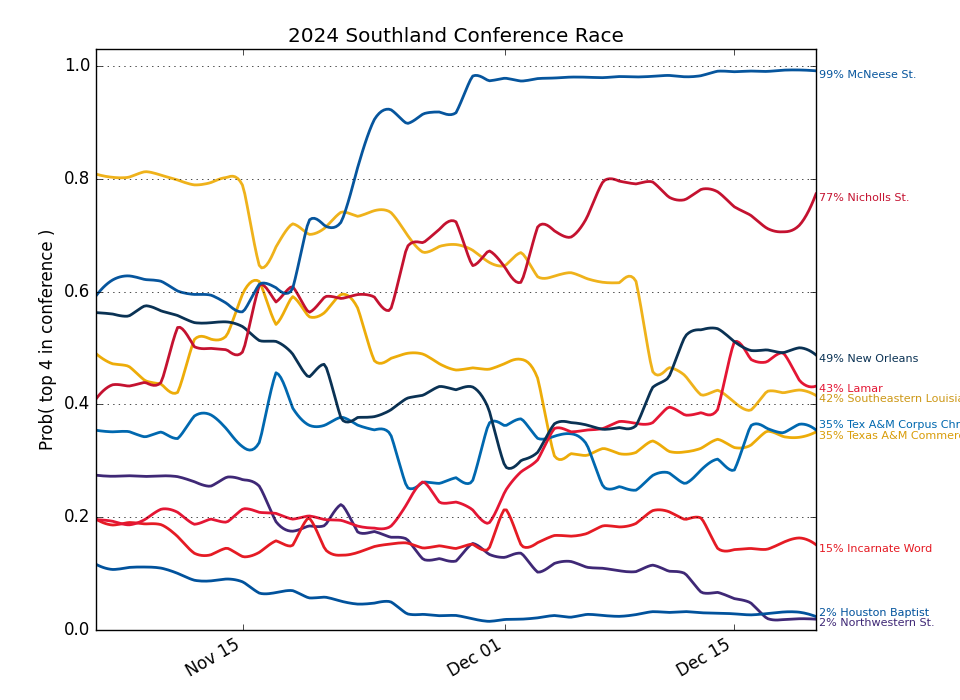 2024 Southland Conference Race
Prob( top 4 in conference )
1.0
0.8
0.6
0.4
0.2
0.0
Nov 15
Dec 01
Dec 15
99% McNeese St.
77% Nicholls St.
49% New Orleans
43% Lamar
42% Southeastern Louisia
35% Tex A&M Corpus Chr
35% Texas A&M Commerc
15% Incarnate Word
2% Houston Baptist
2% Northwestern St.